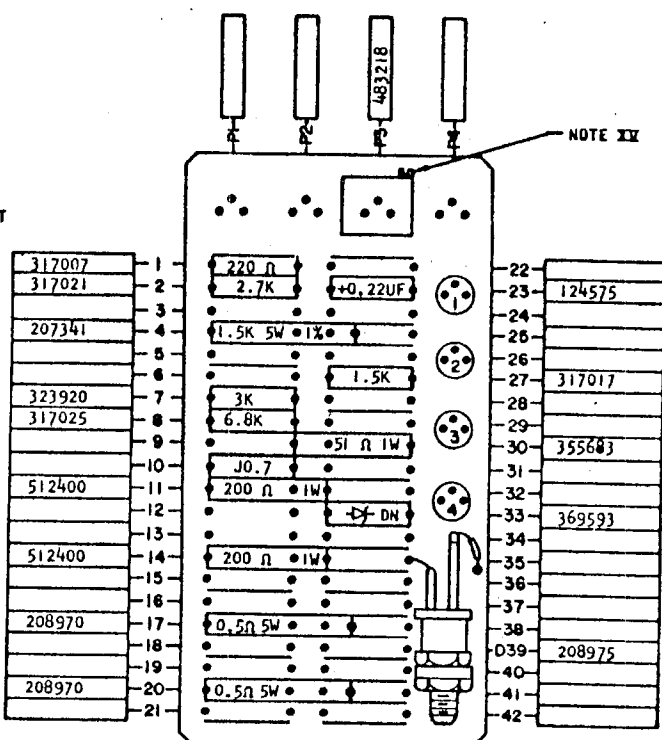 483218
P1 P2 P3 P4
NOTE XV
T
317007 1 220 Ω 22
317021 2 2.7K +0,22UF 1 23 124575
3 24
207341 4 1.5K 5W 1% 25
5 2 26
6 1.5K 27 317017
323920 7 3K 28
317025 8 6.8K 3 29
9 51 Ω 1W 30 355683
10 J0.7 31
512400 11 200 Ω 1W 4 32
12 DN 33 369593
13 34
512400 14 200 Ω 1W 35
15 36
16 37
208970 17 0.5Ω 5W 38
18 D39 208975
19 40
208970 20 0.5Ω 5W 41
21 42